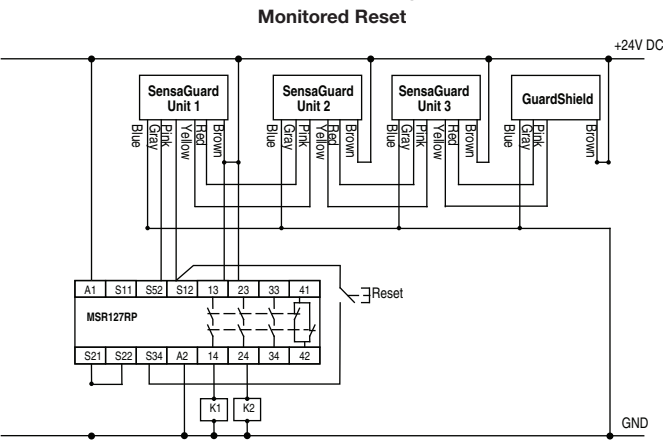 Monitored Reset
+24V DC
SensaGuard
Unit 1
SensaGuard
Unit 2
SensaGuard
Unit 3
GuardShield
Blue
Gray
Pink
Yellow
Red
Brown
Blue
Gray
Pink
Yellow
Red
Brown
Blue
Gray
Pink
Yellow
Red
Brown
Blue
Gray
Pink
Brown
A1 S11 S52 S12 13 23 33 41
Reset
MSR127RP
S21 S22 S34 A2 14 24 34 42
K1 K2
GND